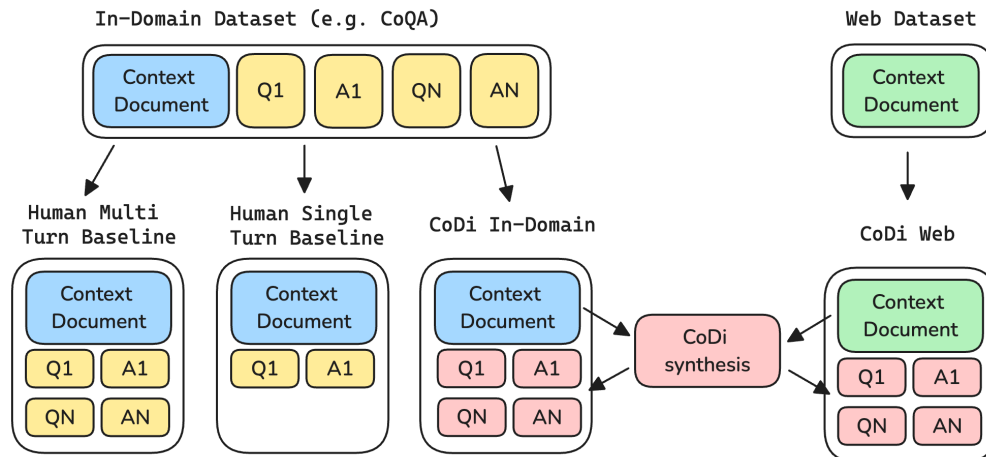 In-Domain Dataset (e.g. CoQA)
Web Dataset
Context
Document
Q1
A1
QN
AN
Context
Document
Human Multi
Turn Baseline
Human Single
Turn Baseline
CoDi In-Domain
CoDi Web
Context
Document
Q1
A1
QN
AN
Context
Document
Q1
A1
Context
Document
Q1
A1
QN
AN
CoDi
synthesis
Context
Document
Q1
A1
QN
AN